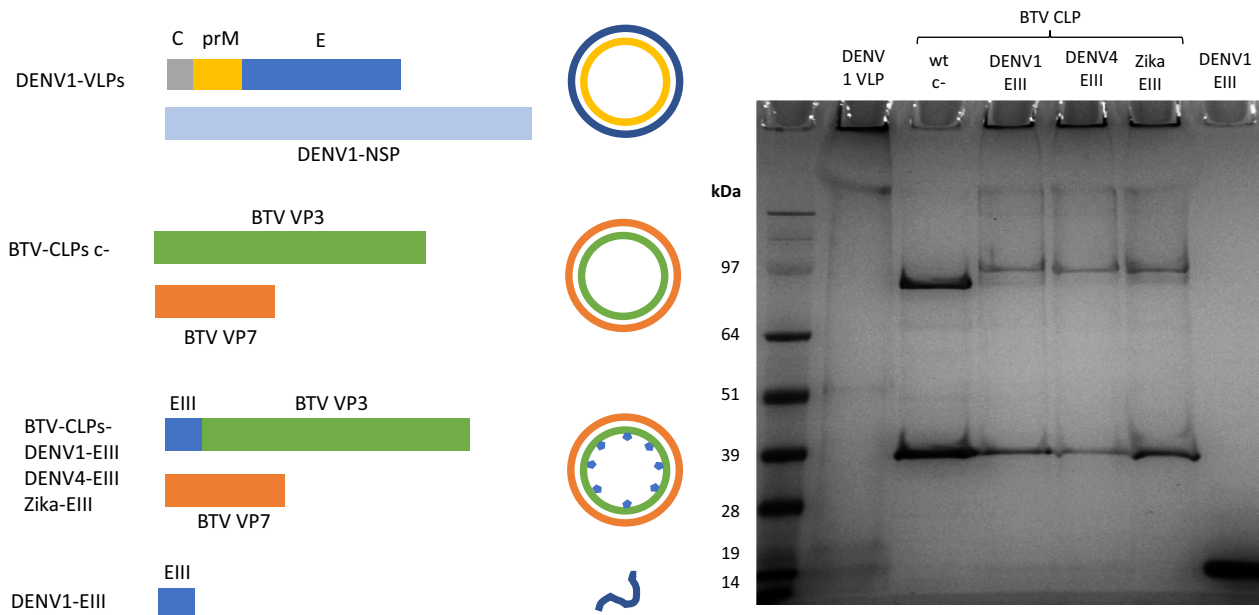 C prM E
DENV1-VLPs
DENV1-NSP
BTV VP3
BTV-CLPs c-
BTV VP7
EIII BTV VP3
BTV-CLPs-
DENV1-EIII
DENV4-EIII
Zika-EIII
BTV VP7
EIII
DENV1-EIII
BTV CLP
DENV
1 VLP
wt
c-
DENV1
EIII
DENV4
EIII
Zika
EIII
DENV1
EIII
kDa
97
64
51
39
28
19
14